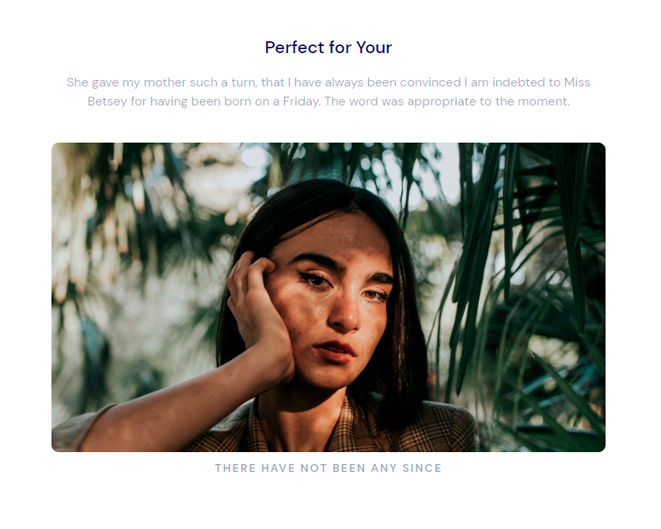 Perfect for Your
She gave my mother such a turn, that I have always been convinced I am indebted to Miss
Betsey for having been born on a Friday. The word was appropriate to the moment.
THERE HAVE NOT BEEN ANY SINCE